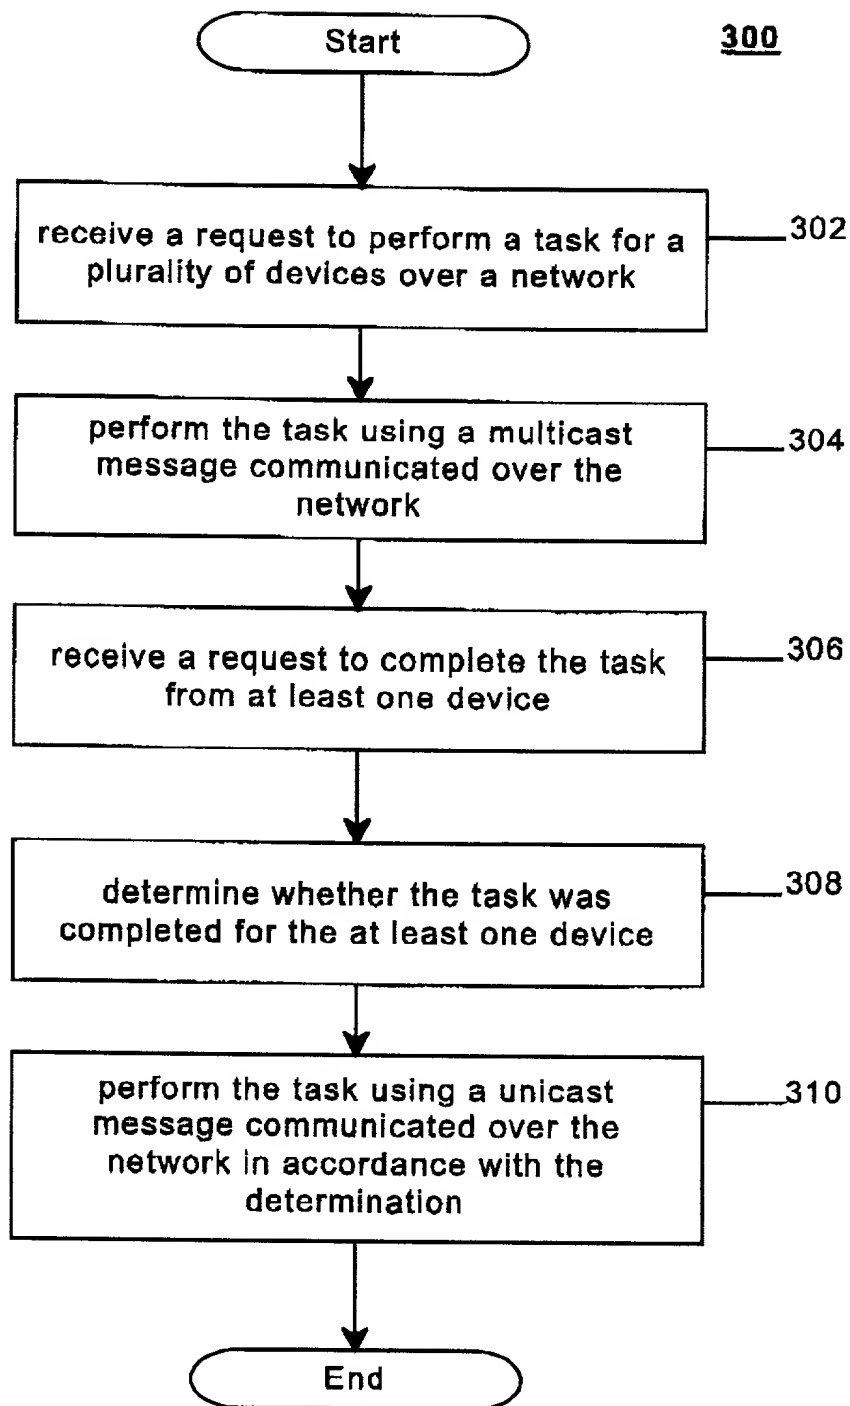 Start
300
receive a request to perform a task for a
plurality of devices over a network
302
perform the task using a multicast
message communicated over the
network
304
receive a request to complete the task
from at least one device
306
determine whether the task was
completed for the at least one device
308
perform the task using a unicast
message communicated over the
network in accordance with the
determination
310
End